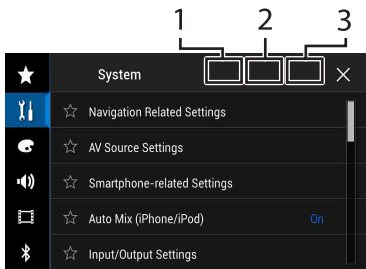 1 2 3
System
Navigation Related Settings
AV Source Settings
Smartphone-related Settings
Auto Mix (iPhone/iPod) On
Input/Output Settings